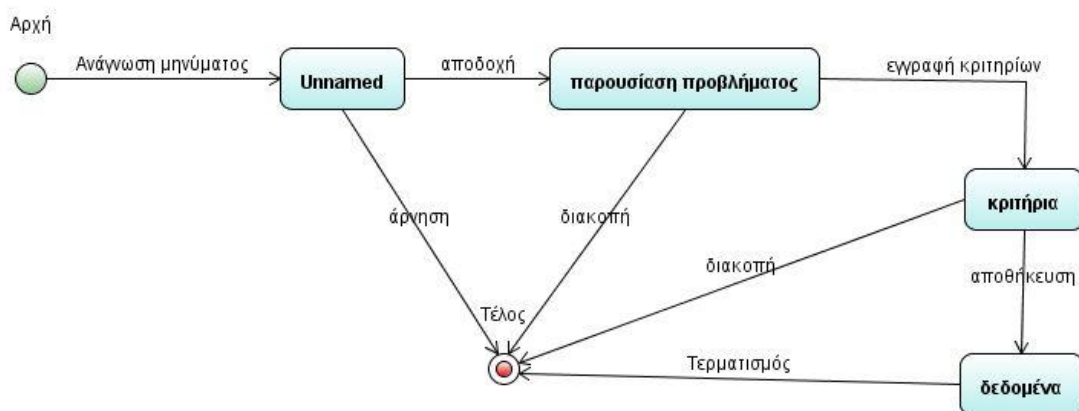 Αρχή
Ανάγνωση μηνύματος
Unnamed
αποδοχή
παρουσίαση προβλήματος
εγγραφή κριτηρίων
άρνηση
διακοπή
κριτήρια
διακοπή
αποθήκευση
Τέλος
Τερματισμός
δεδομένα